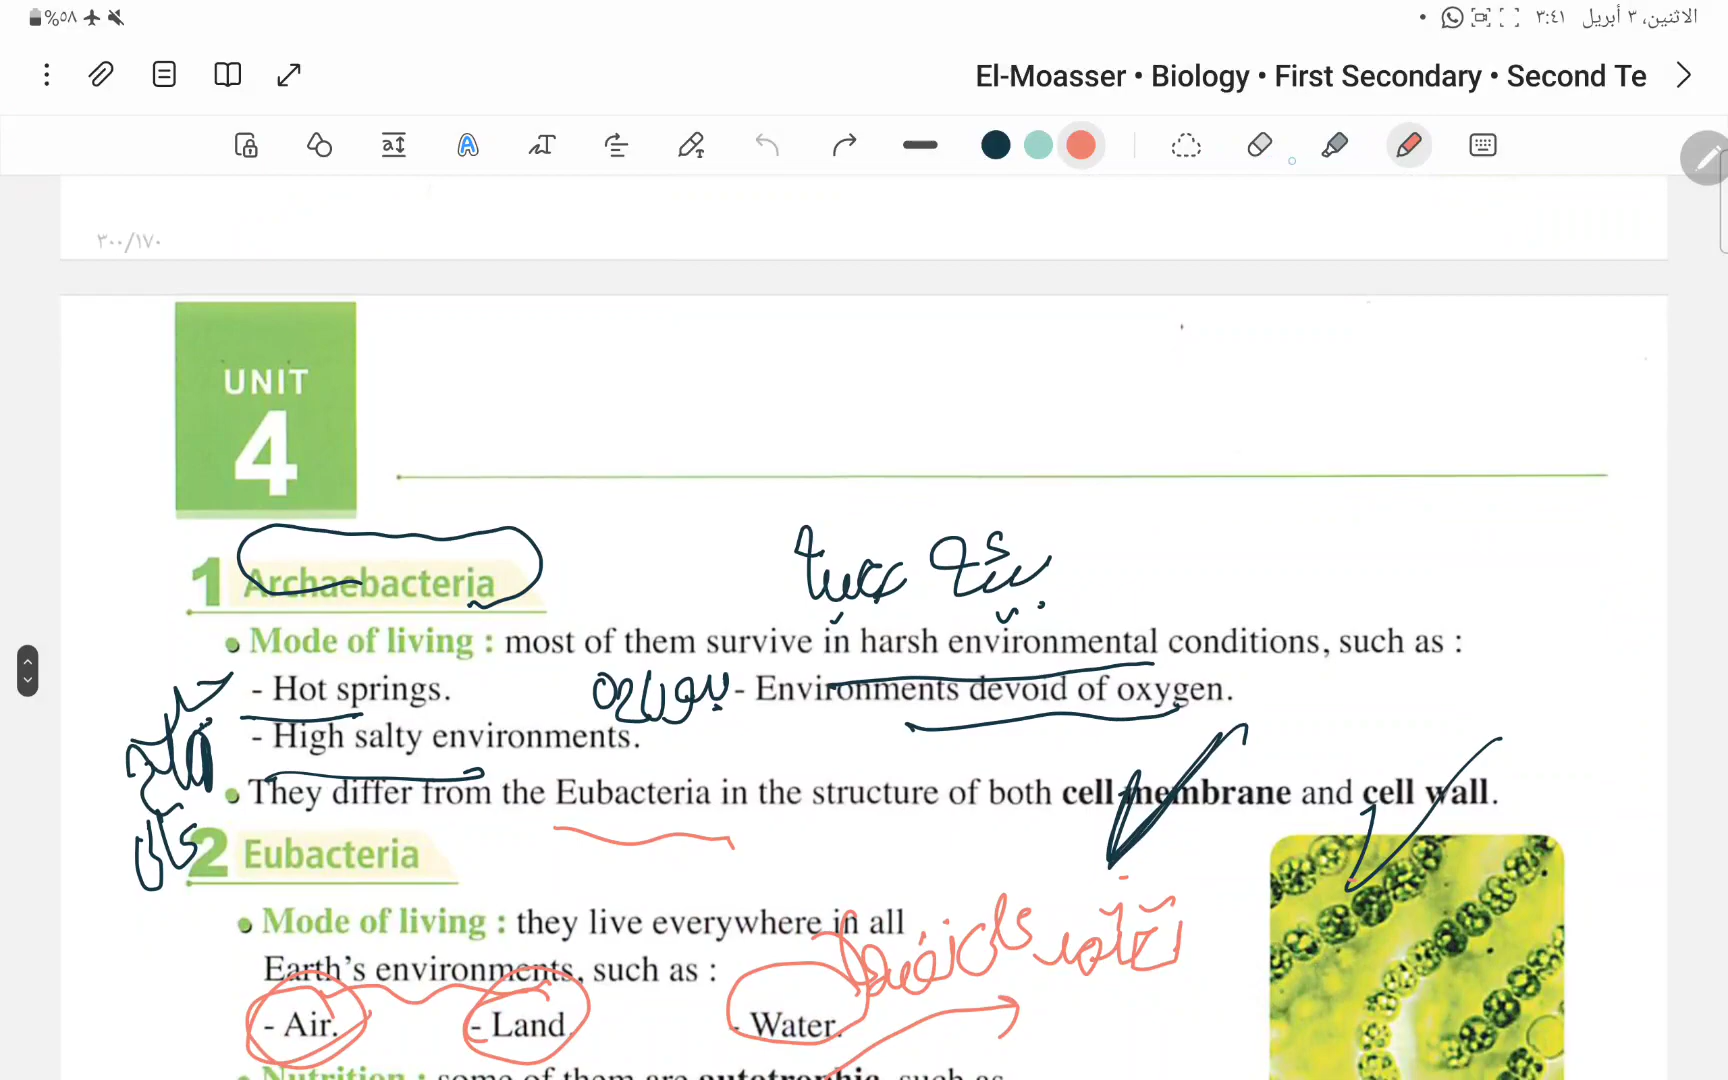 %٥٨
الاثنين، ٣ أبريل ٣:٤١
El-Moasser • Biology • First Secondary • Second Te
٣٠٠/١٧٠
UNIT
4
بيئة عصيبة
1 Archaebacteria
• Mode of living : most of them survive in harsh environmental conditions, such as :
- Hot springs. - Environments devoid of oxygen.
- High salty environments.
• They differ from the Eubacteria in the structure of both cell membrane and cell wall.
2 Eubacteria
• Mode of living : they live everywhere in all
Earth's environments, such as :
- Air. - Land. - Water.
• Nutrition : some of them are autotrophic, such as